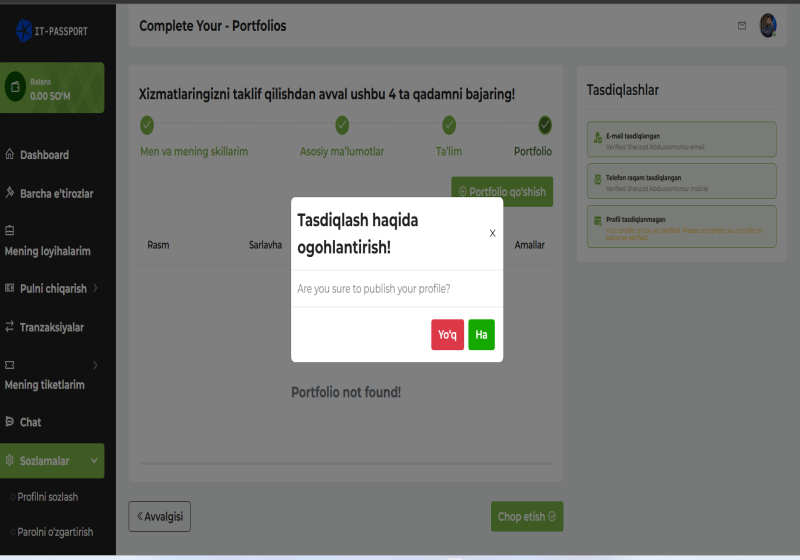 IT-PASSPORT
Complete Your - Portfolios
Balans
0.00 SO'M
Dashboard
Barcha e'tirozlar
Mening loyihalarim
Pulni chiqarish
Tranzaksiyalar
Mening tiketlarim
Chat
Sozlamalar
Profilni sozlash
Parolni o'zgartirish
Xizmatlaringizni taklif qilishdan avval ushbu 4 ta qadamni bajaring!
Men va mening skillarim
Asosiy ma'lumotlar
Ta'lim
Portfolio
Portfolio qo'shish
Rasm
Sarlavha
Amallar
Tasdiqlash haqida
ogohlantirish!
X
Are you sure to publish your profile?
Yo'q
Ha
Portfolio not found!
Avvalgisi
Chop etish
Tasdiqlashlar
E-mail tasdiqlangan
Verified Sherzod Abduraxmonov email
Telefon raqam tasdiqlangan
Verified Sherzod Abduraxmonov mobile
Profil tasdiqlanmagan
Your profile is not yet verified. Please complete your profile to
become verified.